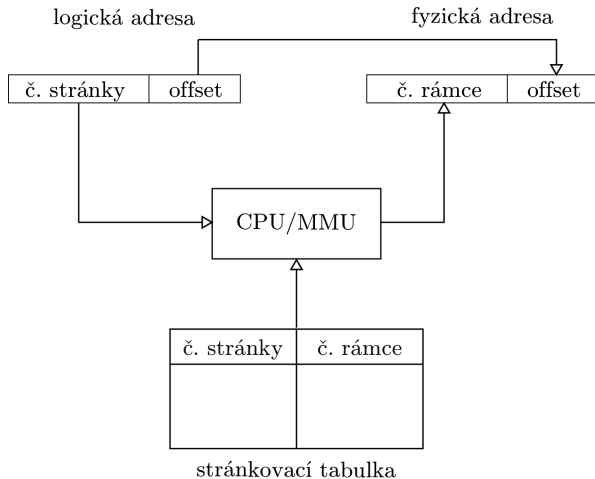 logická adresa fyzická adresa
č. stránky offset č. rámce offset
CPU/MMU
č. stránky č. rámce
stránkovací tabulka